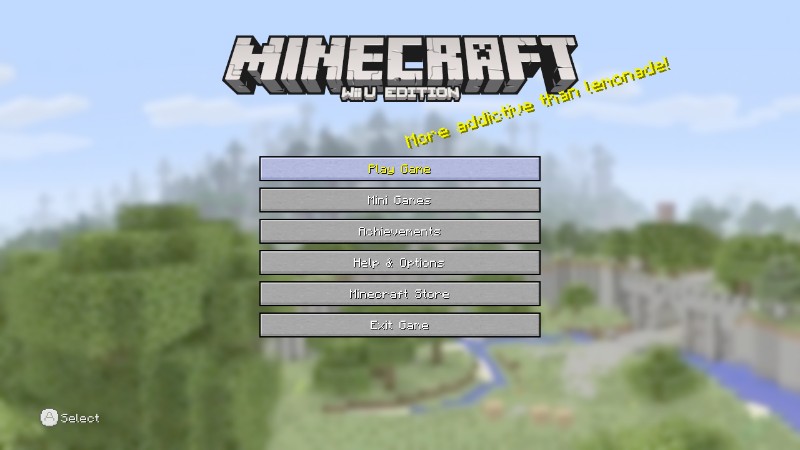 MINECRAFT
Wii U EDITION
More addictive than lemonade!
Play Game
Mini Games
Achievements
Help & Options
Minecraft Store
Exit Game
A Select